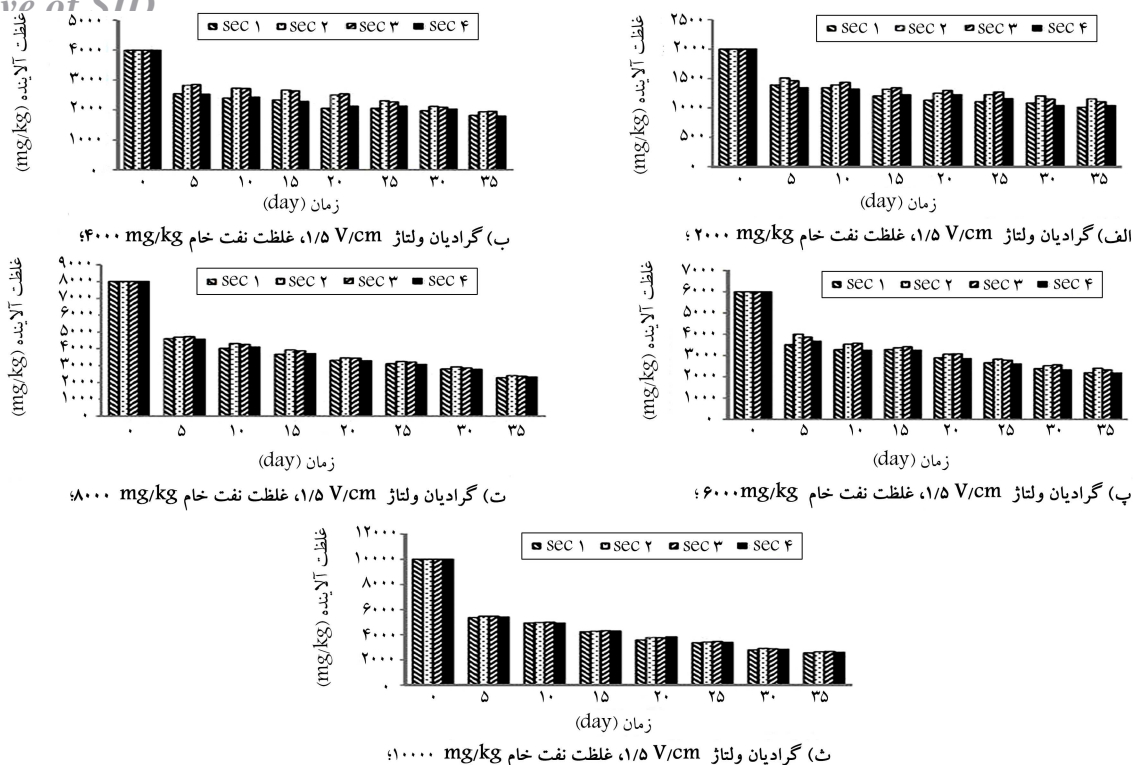 ive of SID
غلظت آلاینده (mg/kg)
sec ۱ sec ۲ sec ۳ sec ۴
۲۵۰۰
۲۰۰۰
۱۵۰۰
۱۰۰۰
۵۰۰
۰
۰ ۵ ۱۰ ۱۵ ۲۰ ۲۵ ۳۰ ۳۵
زمان (day)
الف) گرادیان ولتاژ ۱/۵ V/cm، غلظت نفت خام ۲۰۰۰ mg/kg؛
غلظت آلاینده (mg/kg)
sec ۱ sec ۲ sec ۳ sec ۴
۵۰۰۰
۴۰۰۰
۳۰۰۰
۲۰۰۰
۱۰۰۰
۰
۰ ۵ ۱۰ ۱۵ ۲۰ ۲۵ ۳۰ ۳۵
زمان (day)
ب) گرادیان ولتاژ ۱/۵ V/cm، غلظت نفت خام ۴۰۰۰ mg/kg؛
غلظت آلاینده (mg/kg)
sec ۱ sec ۲ sec ۳ sec ۴
۷۰۰۰
۶۰۰۰
۵۰۰۰
۴۰۰۰
۳۰۰۰
۲۰۰۰
۱۰۰۰
۰
۰ ۵ ۱۰ ۱۵ ۲۰ ۲۵ ۳۰ ۳۵
زمان (day)
پ) گرادیان ولتاژ ۱/۵ V/cm، غلظت نفت خام ۶۰۰۰mg/kg؛
غلظت آلاینده (mg/kg)
sec ۱ sec ۲ sec ۳ sec ۴
۹۰۰۰
۸۰۰۰
۷۰۰۰
۶۰۰۰
۵۰۰۰
۴۰۰۰
۳۰۰۰
۲۰۰۰
۱۰۰۰
۰
۰ ۵ ۱۰ ۱۵ ۲۰ ۲۵ ۳۰ ۳۵
زمان (day)
ت) گرادیان ولتاژ ۱/۵ V/cm، غلظت نفت خام ۸۰۰۰ mg/kg؛
غلظت آلاینده (mg/kg)
sec ۱ sec ۲ sec ۳ sec ۴
۱۲۰۰۰
۱۰۰۰۰
۸۰۰۰
۶۰۰۰
۴۰۰۰
۲۰۰۰
۰
۰ ۵ ۱۰ ۱۵ ۲۰ ۲۵ ۳۰ ۳۵
زمان (day)
ث) گرادیان ولتاژ ۱/۵ V/cm، غلظت نفت خام ۱۰۰۰۰ mg/kg؛